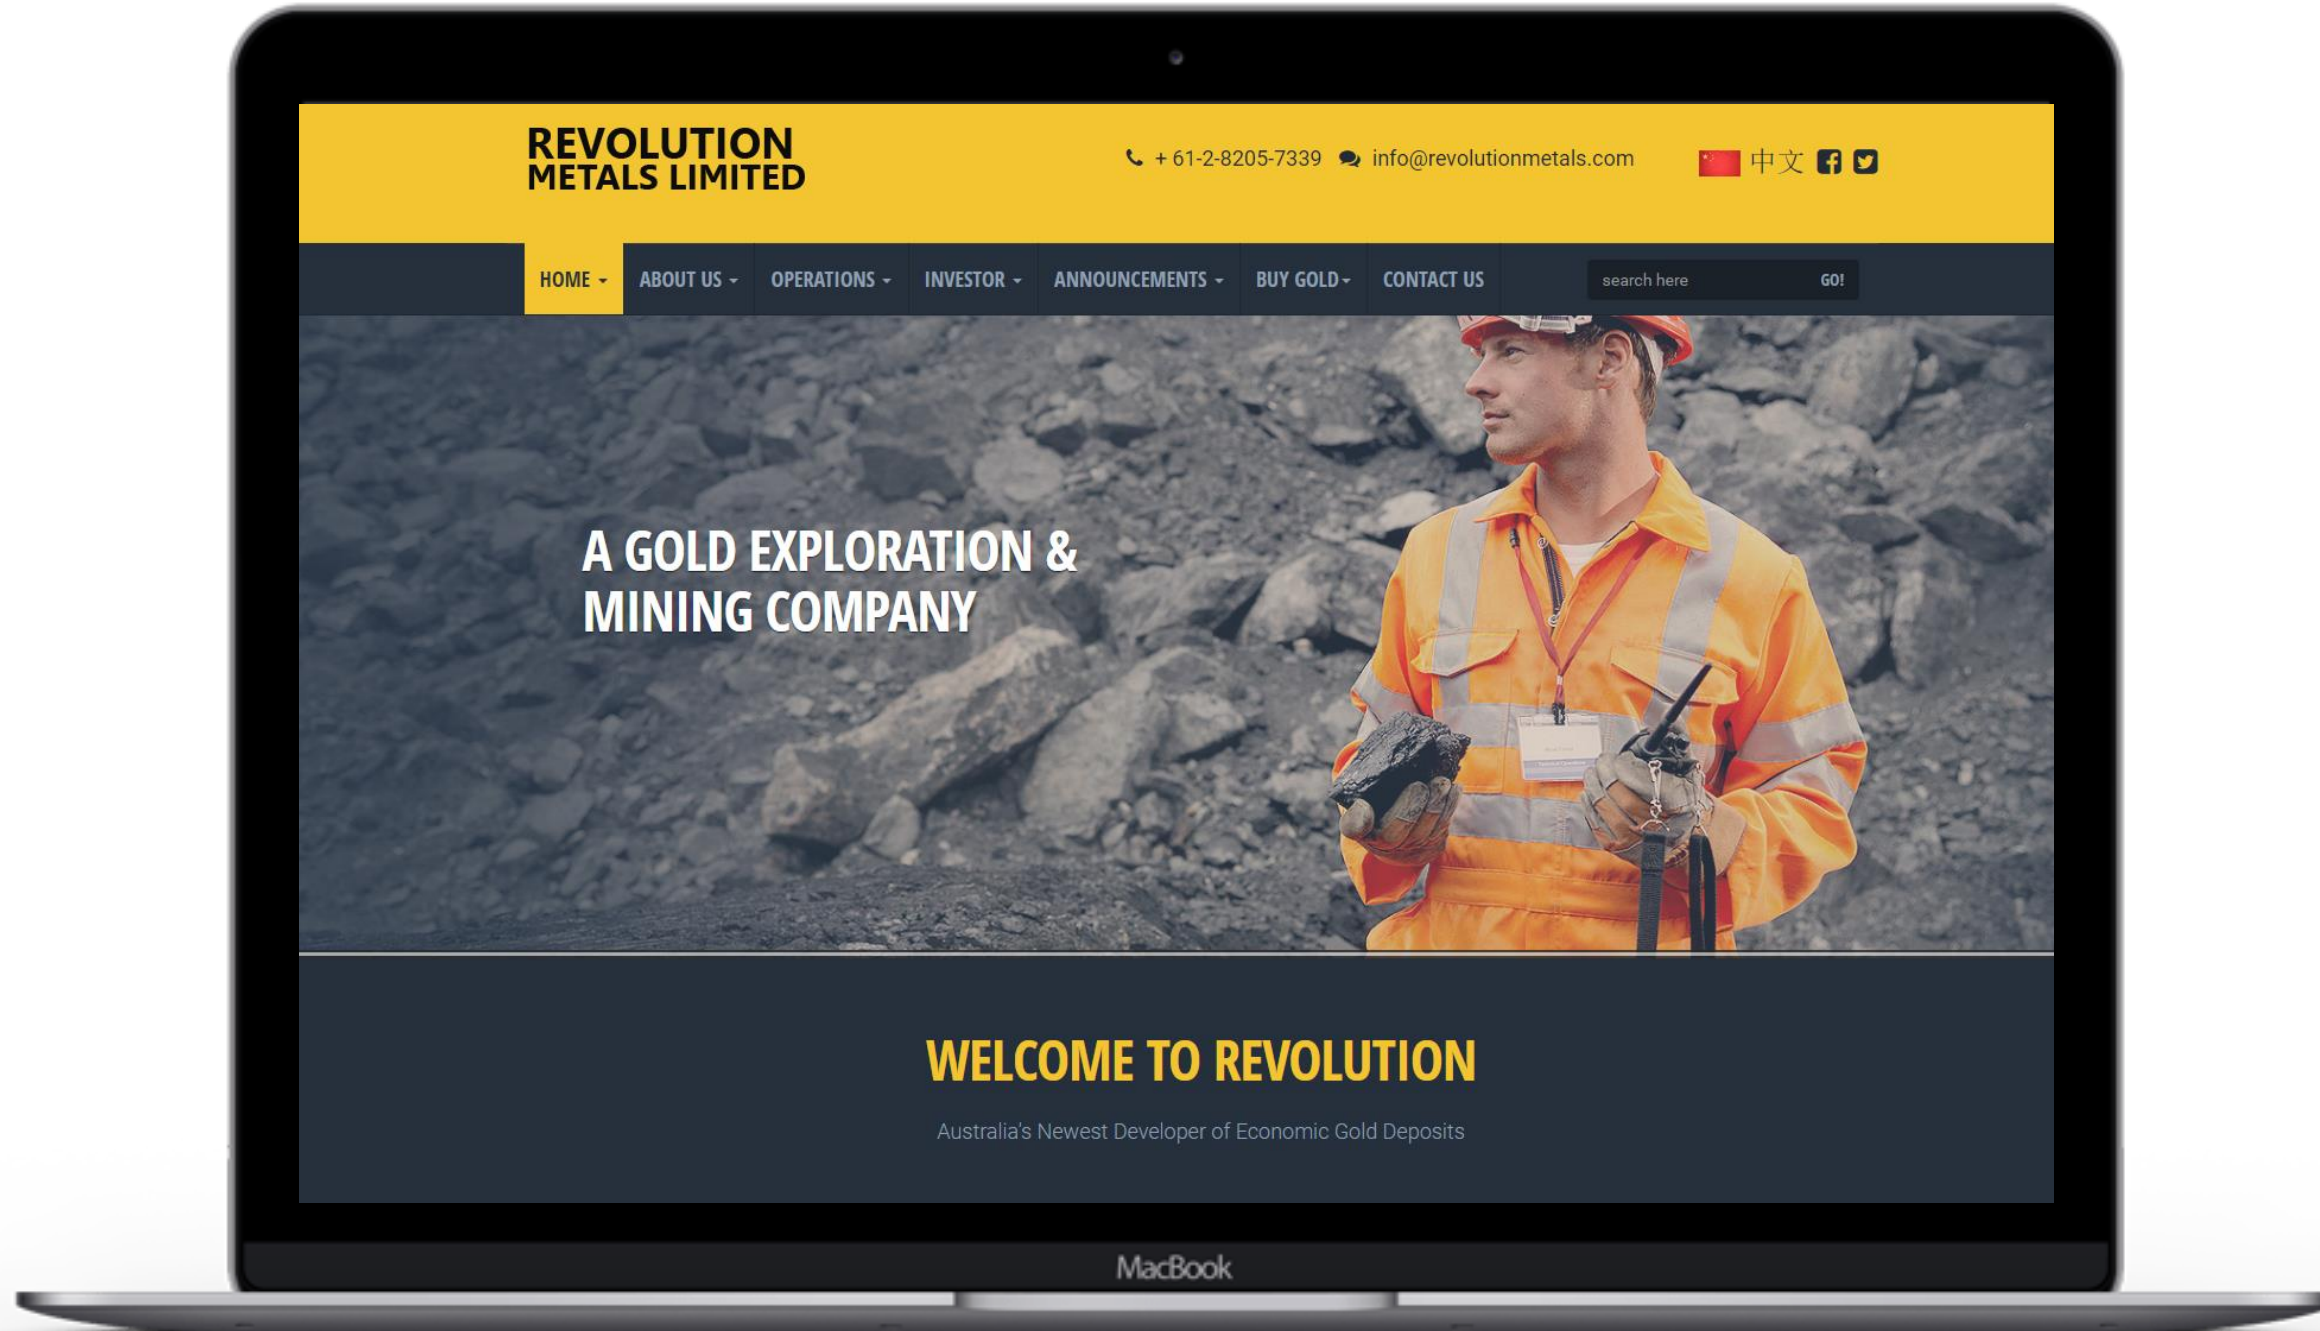 REVOLUTION
METALS LIMITED
+ 61-2-8205-7339 info@revolutionmetals.com 中文
HOME ABOUT US OPERATIONS INVESTOR ANNOUNCEMENTS BUY GOLD CONTACT US search here GO!
A GOLD EXPLORATION &
MINING COMPANY
WELCOME TO REVOLUTION
Australia's Newest Developer of Economic Gold Deposits
MacBook